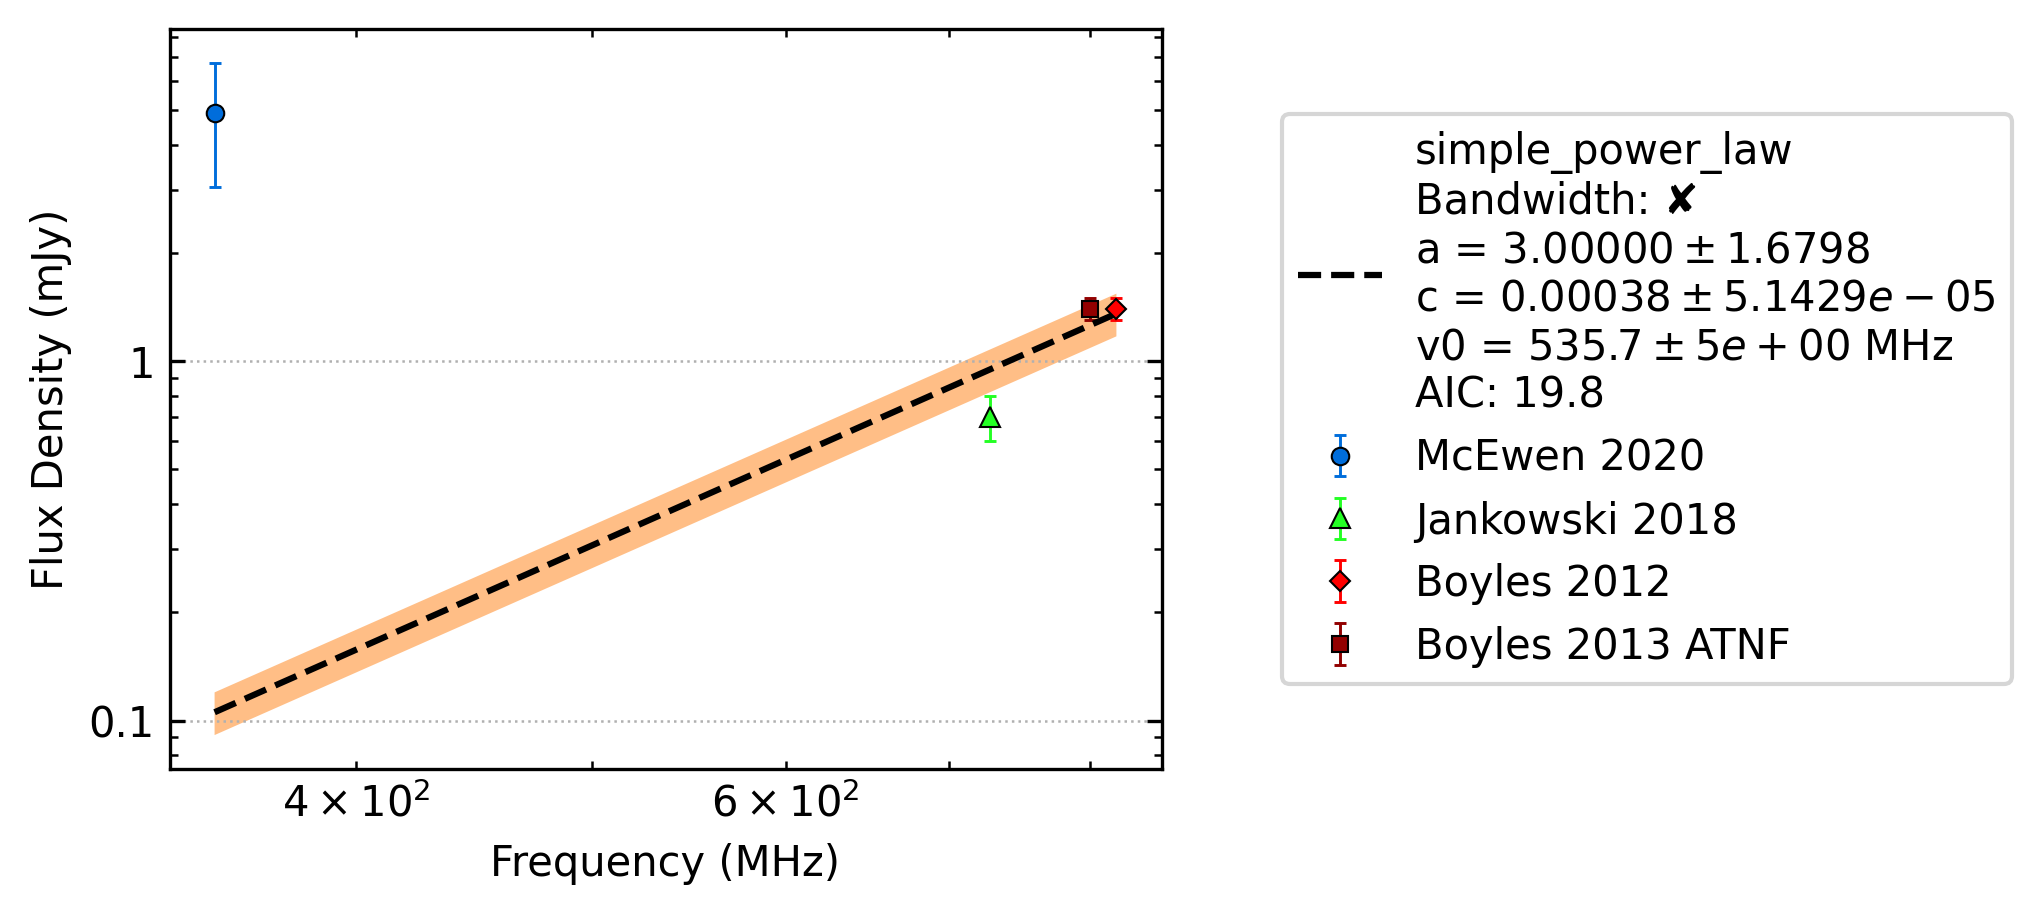 Flux Density (mJy)
1
0.1
4 × 10²
6 × 10²
Frequency (MHz)
simple_power_law
Bandwidth: ✘
a = 3.00000 ± 1.6798
c = 0.00038 ± 5.1429e − 05
v0 = 535.7 ± 5e + 00 MHz
AIC: 19.8
McEwen 2020
Jankowski 2018
Boyles 2012
Boyles 2013 ATNF